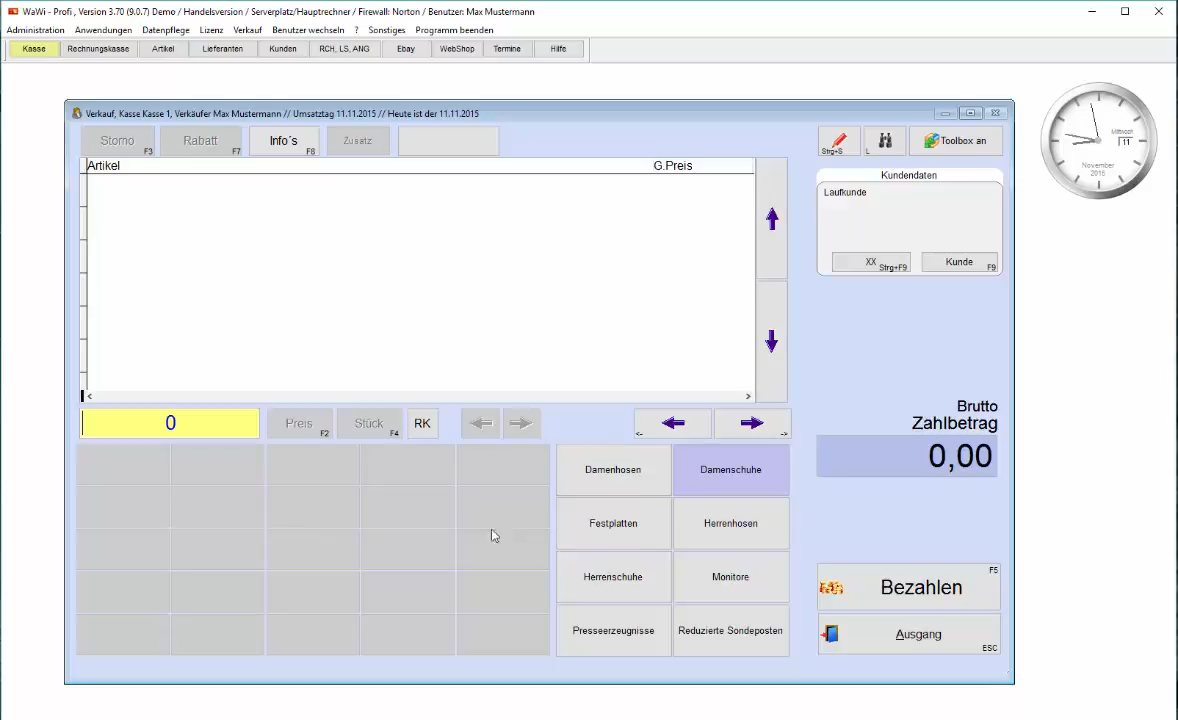 WaWi - Profi , Version 3.70 (9.0.7) Demo / Handelsversion / Serverplatz/Hauptrechner / Firewall: Norton / Benutzer: Max Mustermann
Administration Anwendungen Datenpflege Lizenz Verkauf Benutzer wechseln ? Sonstiges Programm beenden
Kasse Rechnungskasse Artikel Lieferanten Kunden RCH, LS, ANG Ebay WebShop Termine Hilfe
Verkauf, Kasse Kasse 1, Verkäufer Max Mustermann // Umsatztag 11.11.2015 // Heute ist der 11.11.2015
Storno F3 Rabatt F7 Info´s F8 Zusatz Strg+S L Toolbox an
Mittwoch
11
November
2015
Artikel G.Preis
Kundendaten
Laufkunde
XX Strg+F9 Kunde F9
Brutto
Zahlbetrag
0,00
0 Preis F2 Stück F4 RK <- ->
Damenhosen Damenschuhe
Festplatten Herrenhosen
Herrenschuhe Monitore
Presseerzeugnisse Reduzierte Sondeposten
Bezahlen F5
Ausgang ESC